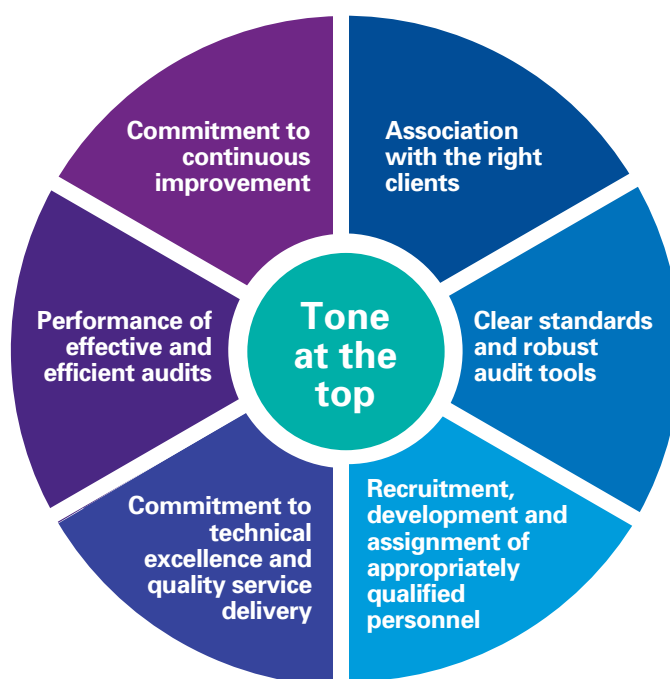 Commitment to
continuous
improvement
Association
with the right
clients
Performance of
effective and
efficient audits
Tone
at the
top
Clear standards
and robust
audit tools
Commitment to
technical
excellence and
quality service
delivery
Recruitment,
development and
assignment of
appropriately
qualified
personnel